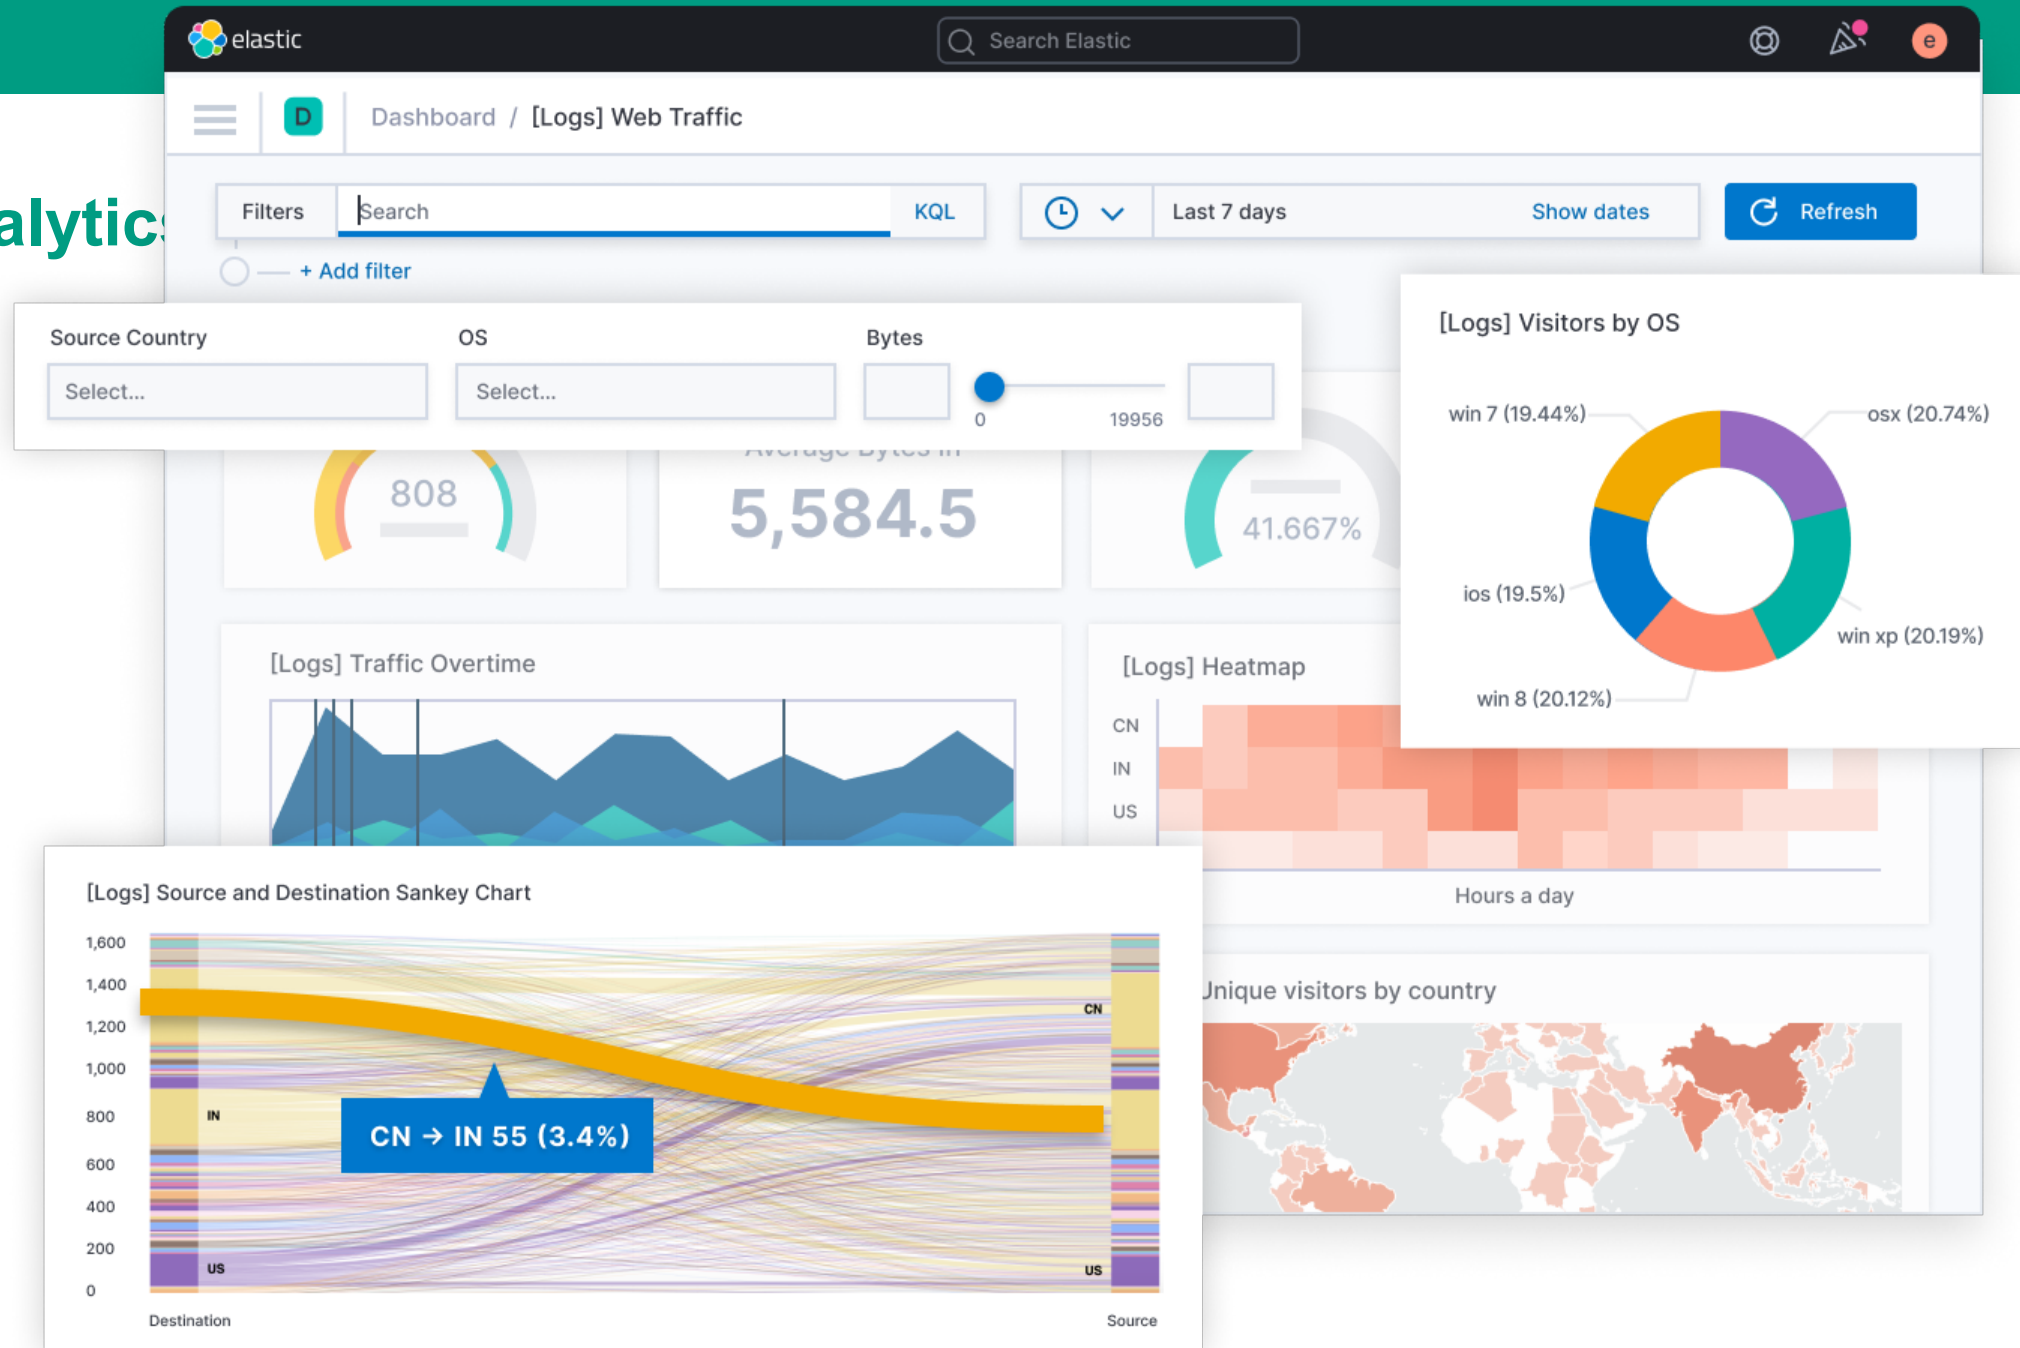 elastic
Search Elastic
e
D
Dashboard / [Logs] Web Traffic
Filters
Search
KQL
Last 7 days
Show dates
Refresh
+ Add filter
Source Country
OS
Bytes
Select...
Select...
0
19956
808
Average Bytes In
5,584.5
41.667%
[Logs] Visitors by OS
win 7 (19.44%)
osx (20.74%)
ios (19.5%)
win xp (20.19%)
win 8 (20.12%)
[Logs] Traffic Overtime
[Logs] Heatmap
CN
IN
US
Hours a day
[Logs] Source and Destination Sankey Chart
1,600
1,400
1,200
1,000
800
600
400
200
0
CN
IN
CN → IN 55 (3.4%)
US
US
Destination
Source
Unique visitors by country